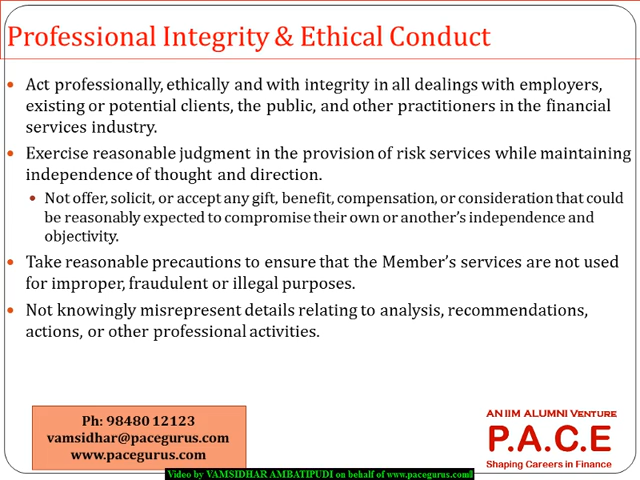 Professional Integrity & Ethical Conduct
Act professionally, ethically and with integrity in all dealings with employers,
existing or potential clients, the public, and other practitioners in the financial
services industry.
Exercise reasonable judgment in the provision of risk services while maintaining
independence of thought and direction.
Not offer, solicit, or accept any gift, benefit, compensation, or consideration that could
be reasonably expected to compromise their own or another's independence and
objectivity.
Take reasonable precautions to ensure that the Member's services are not used
for improper, fraudulent or illegal purposes.
Not knowingly misrepresent details relating to analysis, recommendations,
actions, or other professional activities.
Ph: 98480 12123
vamsidhar@pacegurus.com
www.pacegurus.com
AN IIM ALUMNI VENTURE
P.A.C.E
Shaping Careers in Finance
Video by VAMSIDHAR AMBATIPUDI on behalf of www.pacegurus.com